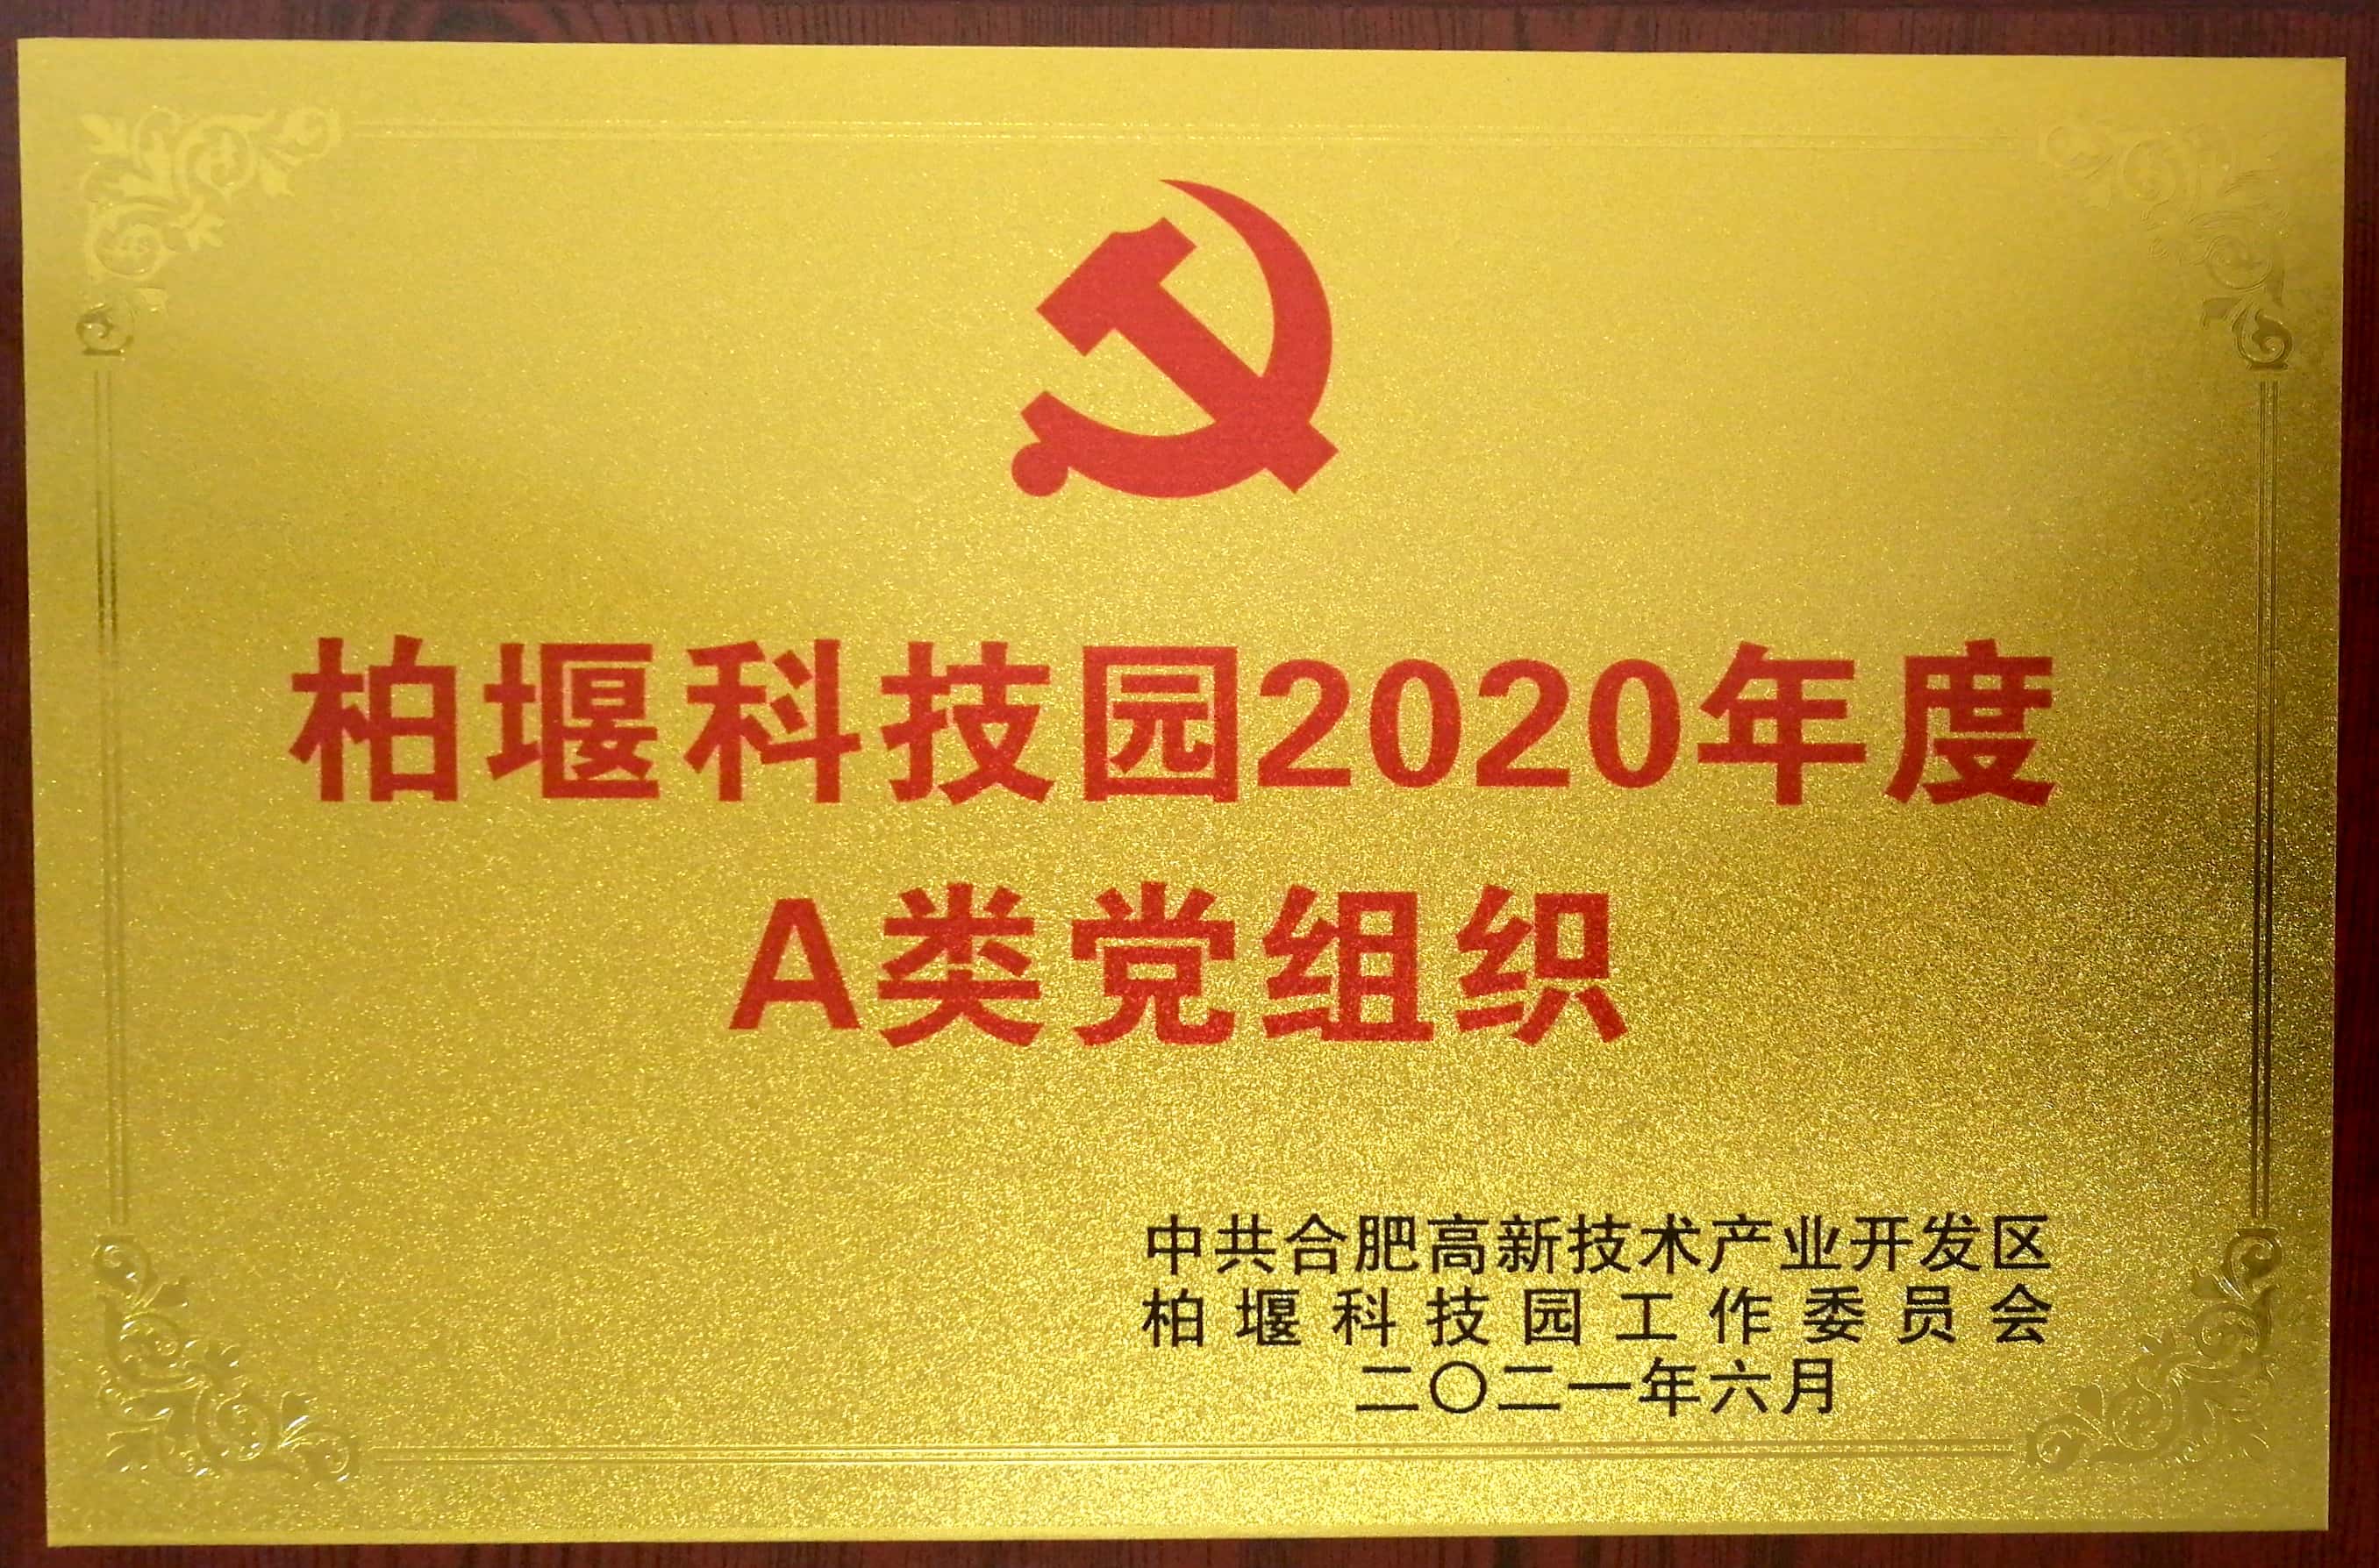 柏堰科技园2020年度
A类党组织
中共合肥高新技术产业开发区
柏堰科技园工作委员会
二〇二一年六月